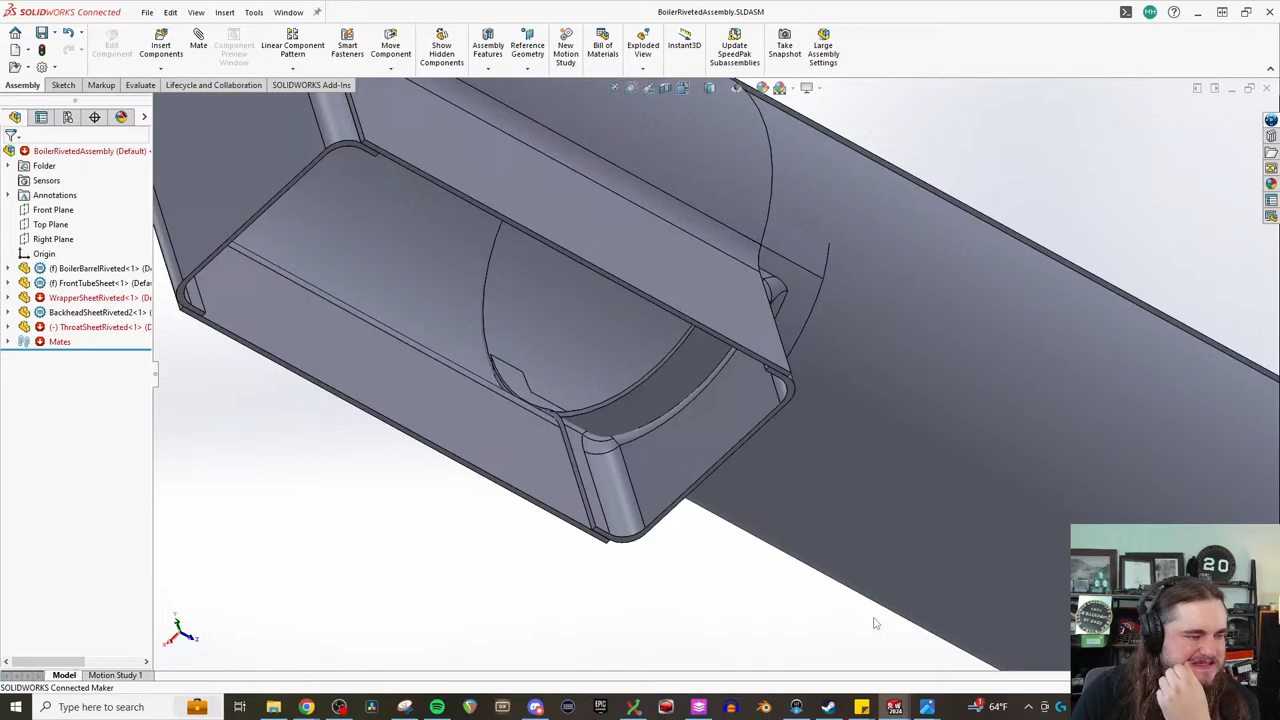 SOLIDWORKS Connected
File Edit View Insert Tools Window
BoilerRivetedAssembly.SLDASM
MH
Edit Component
Insert Components
Mate
Component Preview Window
Linear Component Pattern
Smart Fasteners
Move Component
Show Hidden Components
Assembly Features
Reference Geometry
New Motion Study
Bill of Materials
Exploded View
Instant3D
Update SpeedPak Subassemblies
Take Snapshot
Large Assembly Settings
Assembly Sketch Markup Evaluate Lifecycle and Collaboration SOLIDWORKS Add-Ins
BoilerRivetedAssembly (Default)
Folder
Sensors
Annotations
Front Plane
Top Plane
Right Plane
Origin
(f) BoilerBarrelRiveted<1> (D
(f) FrontTubeSheet<1> (Def
WrapperSheetRiveted<1> (D
BackheadSheetRiveted2<1>
(-) ThroatSheetRiveted<1> (D
Mates
Model Motion Study 1
SOLIDWORKS Connected Maker
Type here to search
64°F
20